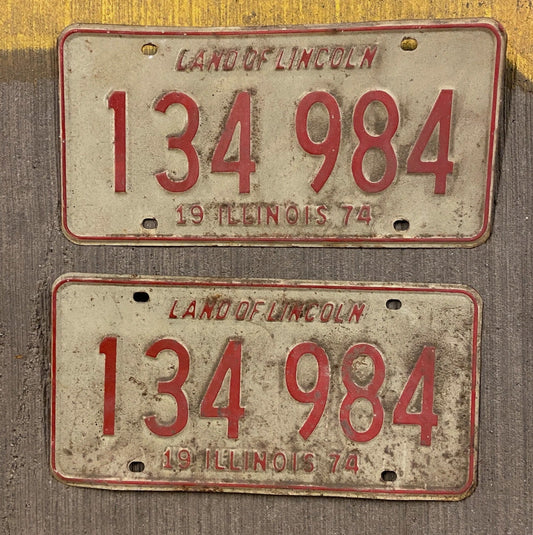 LAND OF LINCOLN
134 984
19 ILLINOIS 74
LAND OF LINCOLN
134 984
19 ILLINOIS 74